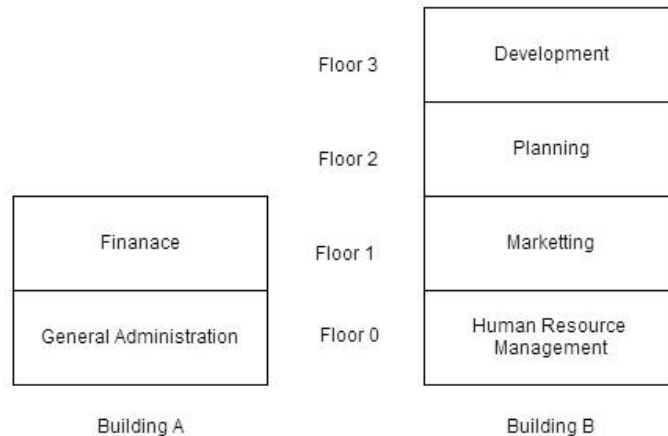 Floor 3
Development
Floor 2
Planning
Finanace
Floor 1
Marketting
General Administration
Floor 0
Human Resource
Management
Building A
Building B